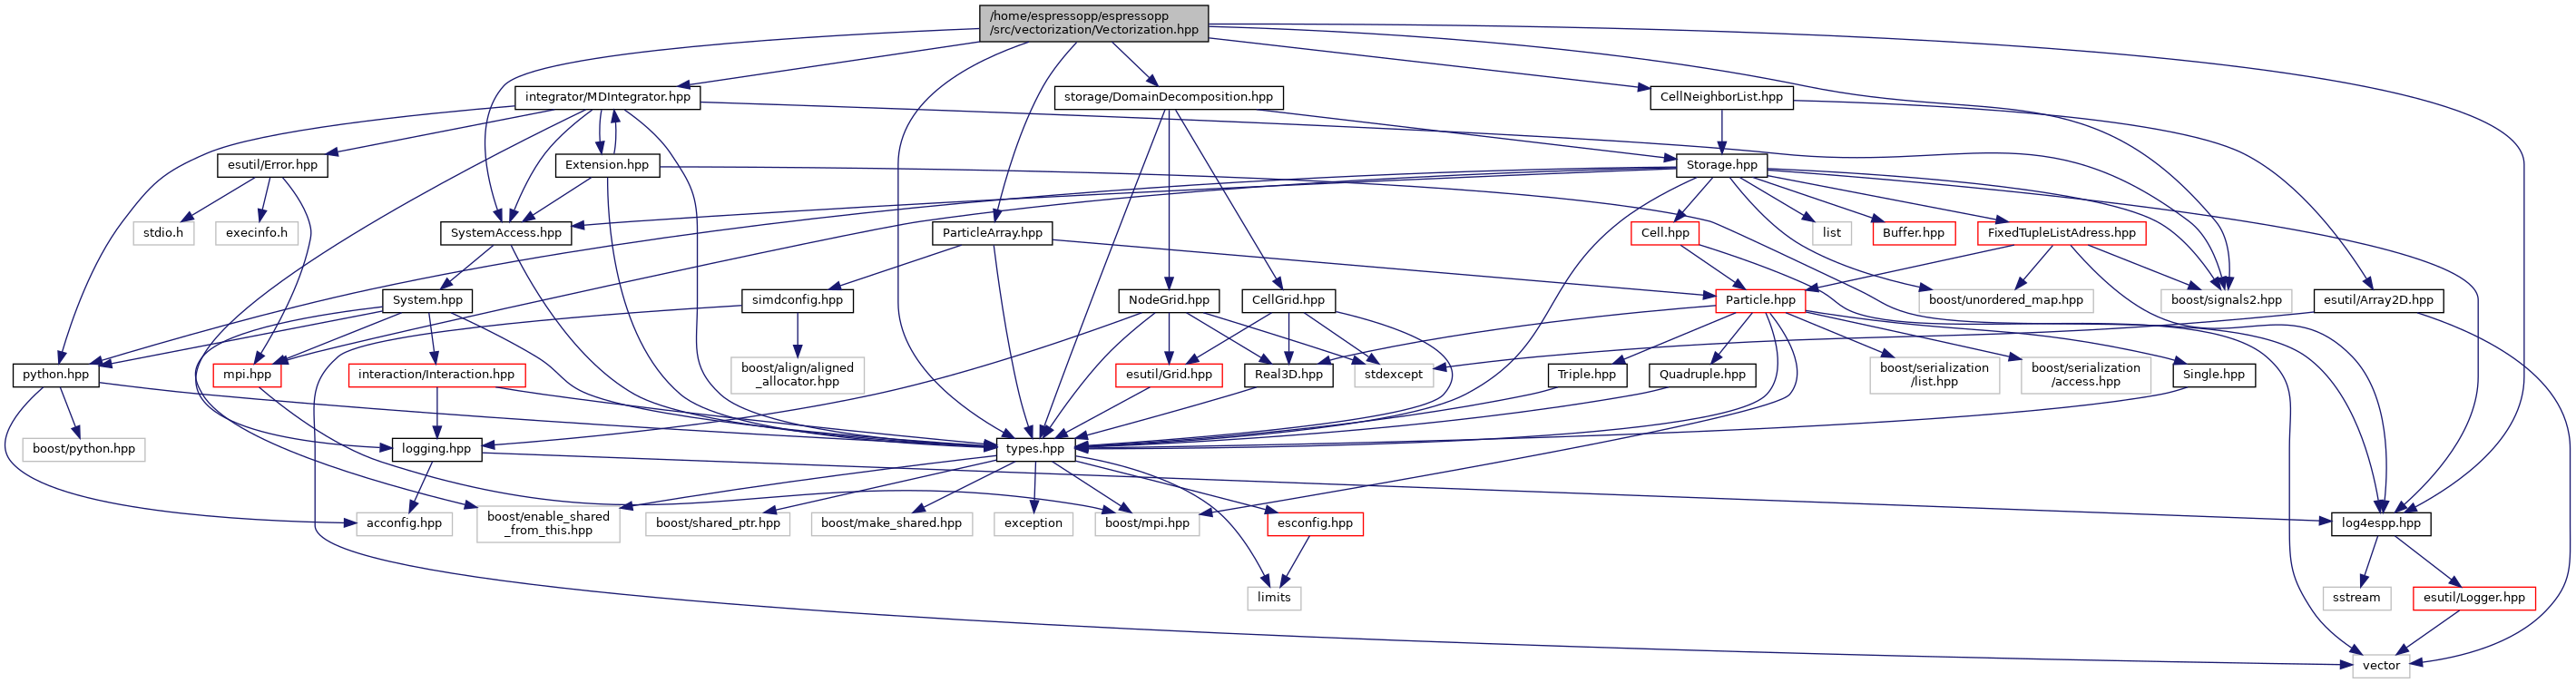 /home/espressopp/espressopp
/src/vectorization/Vectorization.hpp
integrator/MDIntegrator.hpp
storage/DomainDecomposition.hpp
CellNeighborList.hpp
esutil/Error.hpp
Extension.hpp
Storage.hpp
stdio.h
execinfo.h
SystemAccess.hpp
ParticleArray.hpp
Cell.hpp
list
Buffer.hpp
FixedTupleListAdress.hpp
System.hpp
simdconfig.hpp
NodeGrid.hpp
CellGrid.hpp
Particle.hpp
boost/unordered_map.hpp
boost/signals2.hpp
esutil/Array2D.hpp
python.hpp
mpi.hpp
interaction/Interaction.hpp
boost/align/aligned
_allocator.hpp
esutil/Grid.hpp
Real3D.hpp
stdexcept
Triple.hpp
Quadruple.hpp
boost/serialization
/list.hpp
boost/serialization
/access.hpp
Single.hpp
boost/python.hpp
logging.hpp
types.hpp
acconfig.hpp
boost/enable_shared
_from_this.hpp
boost/shared_ptr.hpp
boost/make_shared.hpp
exception
boost/mpi.hpp
esconfig.hpp
log4espp.hpp
limits
sstream
esutil/Logger.hpp
vector